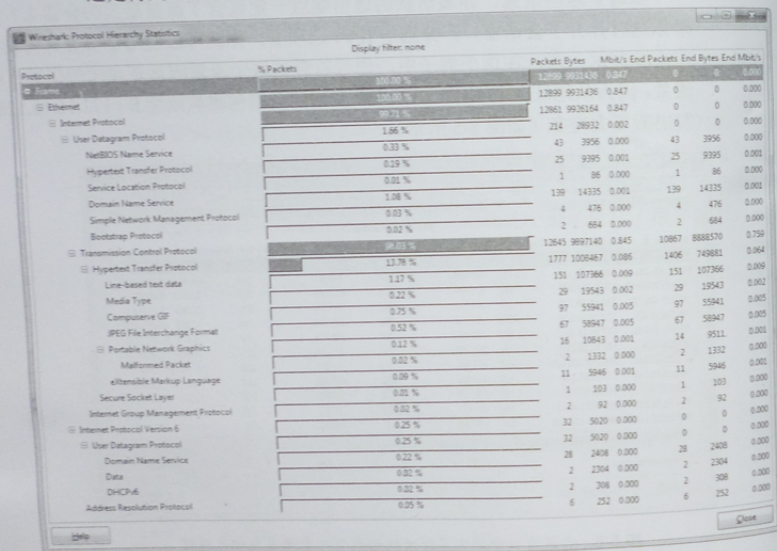 Wireshark: Protocol Hierarchy Statistics
Display filter: none
Protocol % Packets Packets Bytes Mbit/s End Packets End Bytes End Mbit/s
Frame 100.00 % 12899 9931436 0.847 0 0 0.000
Ethernet 100.00 % 12899 9931436 0.847 0 0 0.000
Internet Protocol 99.71 % 12861 9926164 0.847 0 0 0.000
User Datagram Protocol 1.66 % 214 28932 0.002 0 0 0.000
NetBIOS Name Service 0.33 % 43 3956 0.000 43 3956 0.000
Hypertext Transfer Protocol 0.19 % 25 9395 0.001 25 9395 0.001
Service Location Protocol 0.01 % 1 86 0.000 1 86 0.000
Domain Name Service 1.08 % 139 14335 0.001 139 14335 0.001
Simple Network Management Protocol 0.03 % 4 476 0.000 4 476 0.000
Bootstrap Protocol 0.02 % 2 684 0.000 2 684 0.000
Transmission Control Protocol 98.03 % 12645 9897140 0.845 10867 8888570 0.759
Hypertext Transfer Protocol 13.78 % 1777 1006467 0.086 1406 749881 0.064
Line-based text data 1.17 % 151 107366 0.009 151 107366 0.009
Media Type 0.22 % 29 19543 0.002 29 19543 0.002
Compuserve GIF 0.75 % 97 55941 0.005 97 55941 0.005
JPEG File Interchange Format 0.52 % 67 58947 0.005 67 58947 0.005
Portable Network Graphics 0.12 % 16 10843 0.001 14 9511 0.001
Malformed Packet 0.02 % 2 1332 0.000 2 1332 0.000
eXtensible Markup Language 0.09 % 11 5946 0.001 11 5946 0.001
Secure Socket Layer 0.01 % 1 103 0.000 1 103 0.000
Internet Group Management Protocol 0.02 % 2 92 0.000 2 92 0.000
Internet Protocol Version 6 0.25 % 32 5020 0.000 0 0 0.000
User Datagram Protocol 0.25 % 32 5020 0.000 0 0 0.000
Domain Name Service 0.22 % 28 2408 0.000 28 2408 0.000
Data 0.02 % 2 2304 0.000 2 2304 0.000
DHCPv6 0.02 % 2 308 0.000 2 308 0.000
Address Resolution Protocol 0.05 % 6 252 0.000 6 252 0.000
Help Close